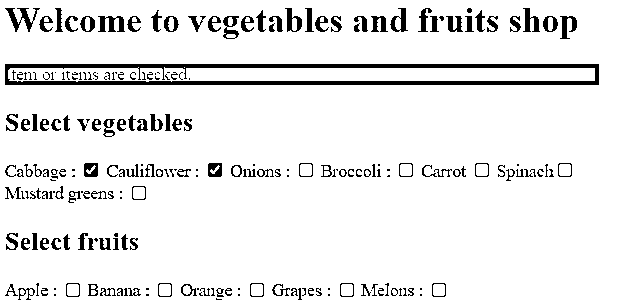 Welcome to vegetables and fruits shop
Item or items are checked.
Select vegetables
Cabbage : Cauliflower : Onions : Broccoli : Carrot Spinach
Mustard greens :
Select fruits
Apple : Banana : Orange : Grapes : Melons :